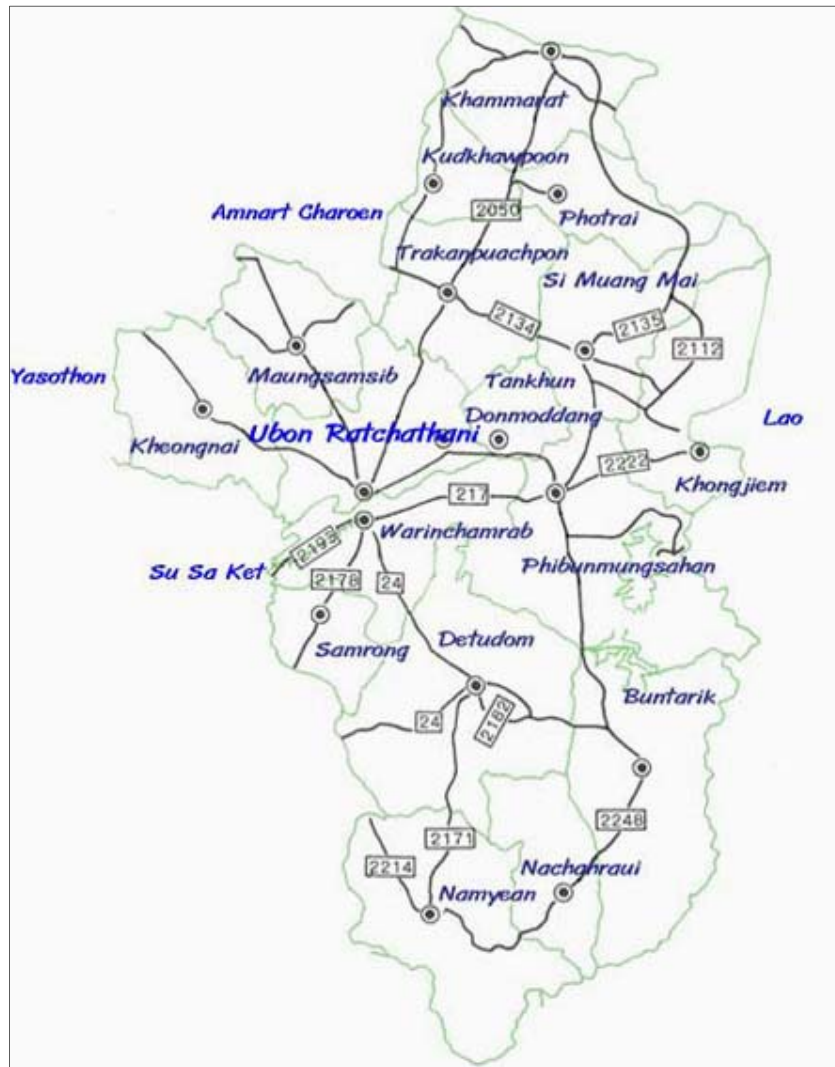 Khammarat
Kudkhawpoon
Amnart Charoen
2050
Photrai
Trakanpuachpon
Si Muang Mai
2134
2135
2112
Yasothon
Maungsamsib
Tankhun
Donmoddang
Lao
Ubon Ratchathani
Kheongnai
2222
Khongjiem
217
Warinchamrab
2193
Su Sa Ket
2178
24
Phibunmungsahan
Detudom
Samrong
Buntarik
24
2182
2248
2171
2214
Nachahraui
Namyean